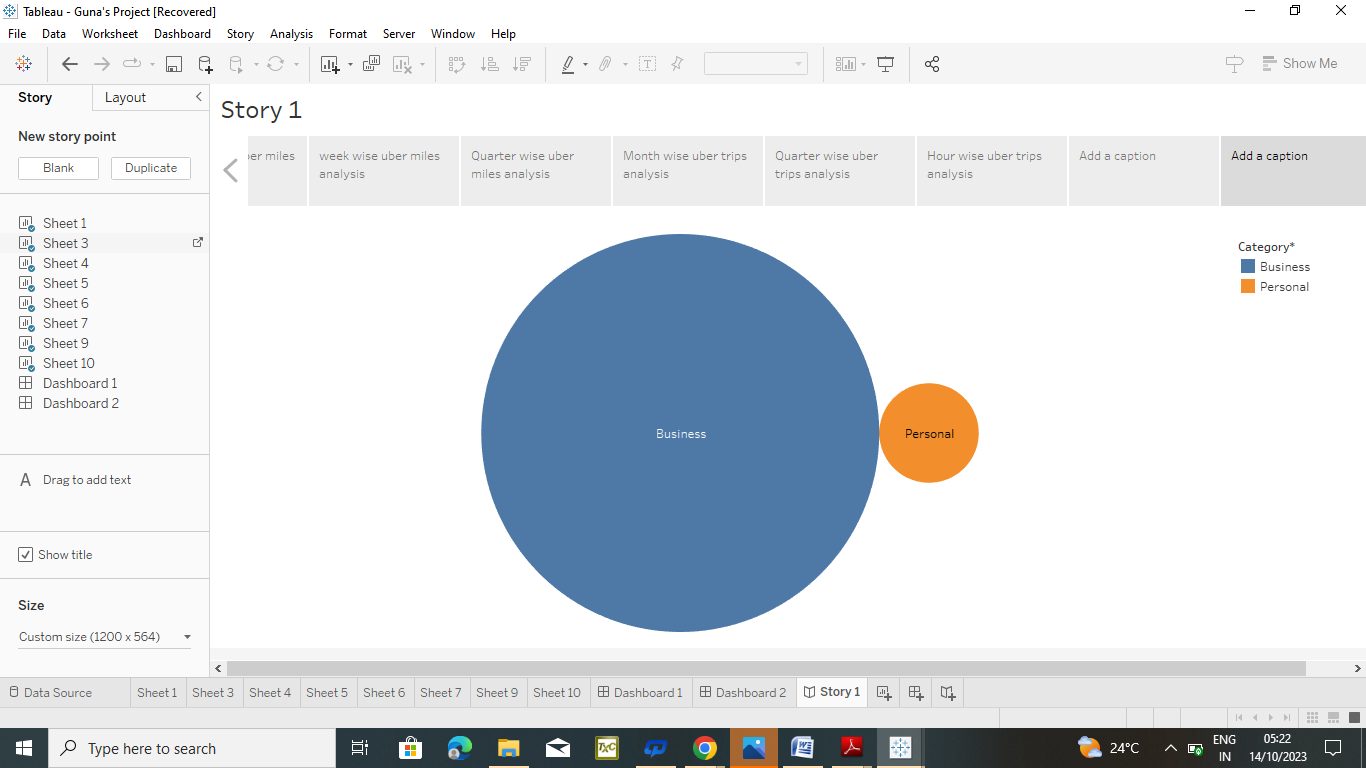 Tableau - Guna's Project [Recovered]
File Data Worksheet Dashboard Story Analysis Format Server Window Help
Show Me
Story Layout
New story point
Blank Duplicate
Sheet 1
Sheet 3
Sheet 4
Sheet 5
Sheet 6
Sheet 7
Sheet 9
Sheet 10
Dashboard 1
Dashboard 2
A Drag to add text
Show title
Size
Custom size (1200 x 564)
Story 1
miles
week wise uber miles
analysis
Quarter wise uber
miles analysis
Month wise uber trips
analysis
Quarter wise uber
trips analysis
Hour wise uber trips
analysis
Add a caption
Add a caption
Business
Personal
Category*
Business
Personal
Data Source Sheet 1 Sheet 3 Sheet 4 Sheet 5 Sheet 6 Sheet 7 Sheet 9 Sheet 10 Dashboard 1 Dashboard 2 Story 1
Type here to search
TXC
W
24°C
ENG
IN
05:22
14/10/2023